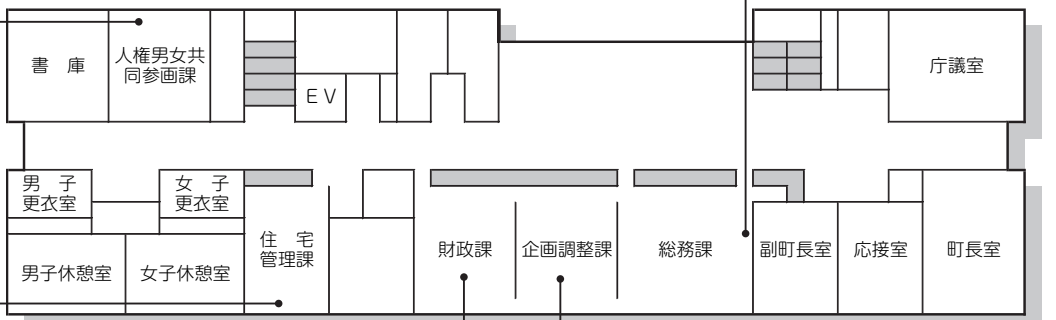 書 庫
人権男女共
同参画課
EV
庁議室
男 子
更衣室
女 子
更衣室
男子休憩室
女子休憩室
住 宅
管理課
財政課
企画調整課
総務課
副町長室
応接室
町長室